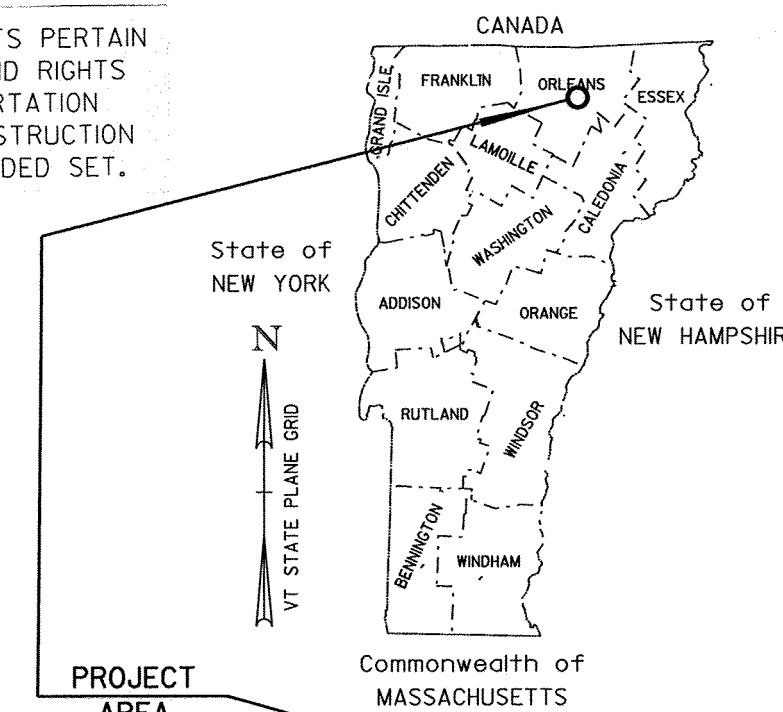 TS PERTAIN
ND RIGHTS
RTATION
STRUCTION
DED SET.
CANADA
GRAND ISLE
FRANKLIN
ORLEANS
ESSEX
LAMOILLE
CHITTENDEN
CALEDONIA
WASHINGTON
State of
NEW YORK
ADDISON
ORANGE
State of
NEW HAMPSHIR
N
VT STATE PLANE GRID
RUTLAND
WINDSOR
BENNINGTON
WINDHAM
Commonwealth of
MASSACHUSETTS
PROJECT
AREA